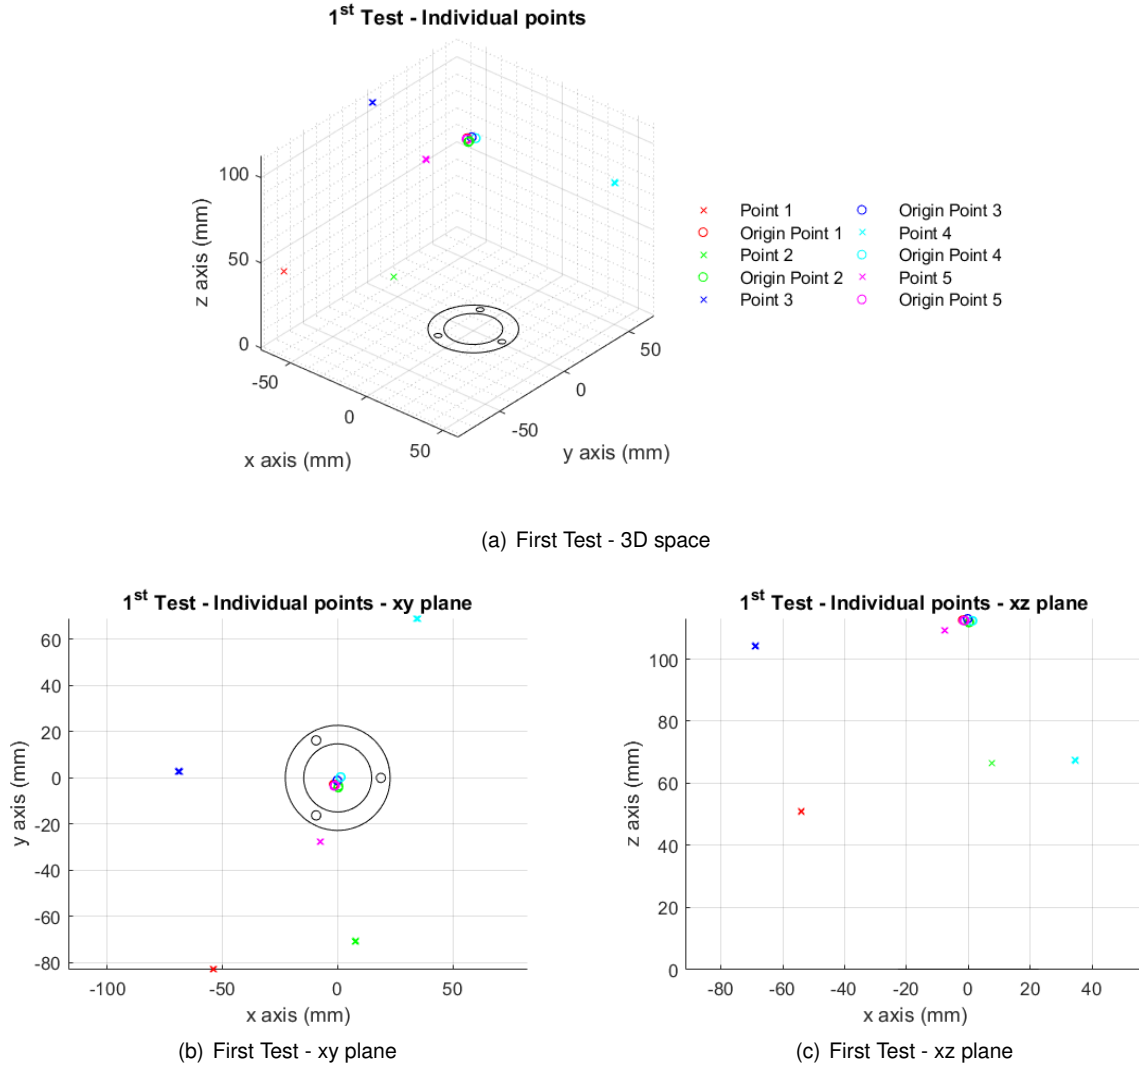 1st Test - Individual points
100
50
0
z axis (mm)
-50
0
50
x axis (mm)
-50
0
50
y axis (mm)
Point 1
Origin Point 1
Point 2
Origin Point 2
Point 3
Origin Point 3
Point 4
Origin Point 4
Point 5
Origin Point 5
(a) First Test - 3D space
1st Test - Individual points - xy plane
60
40
20
0
-20
-40
-60
-80
y axis (mm)
-100
-50
0
50
x axis (mm)
(b) First Test - xy plane
1st Test - Individual points - xz plane
100
80
60
40
20
0
z axis (mm)
-80
-60
-40
-20
0
20
40
x axis (mm)
(c) First Test - xz plane